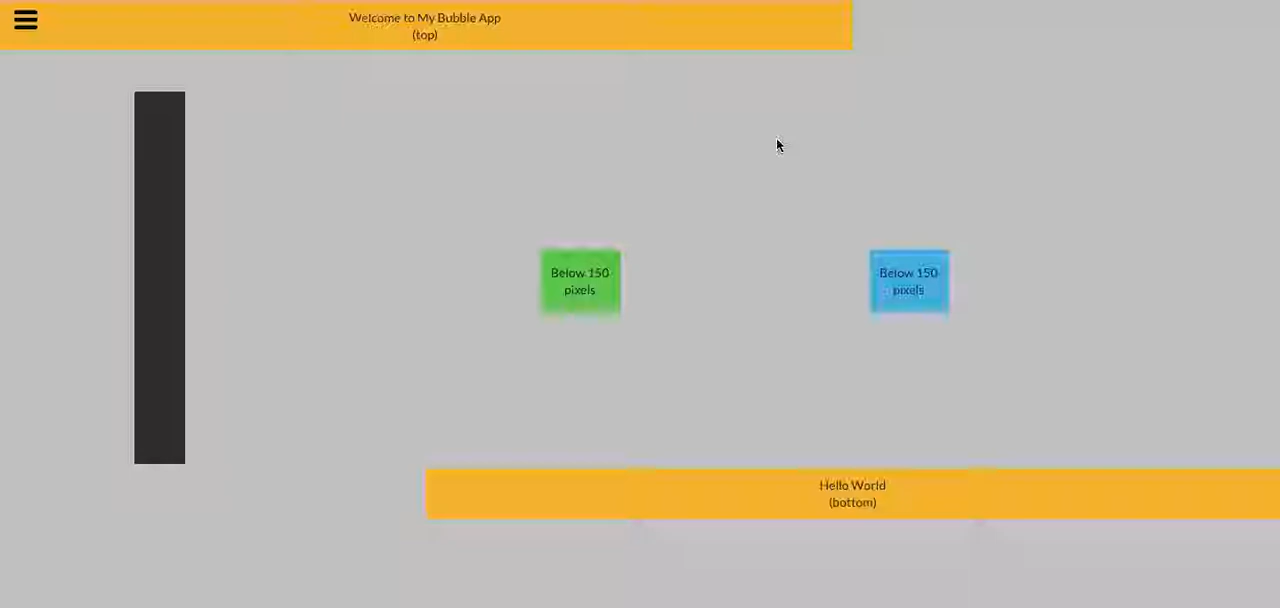 Welcome to My Bubble App
(top)
Below 150
pixels
Below 150
pixels
Hello World
(bottom)